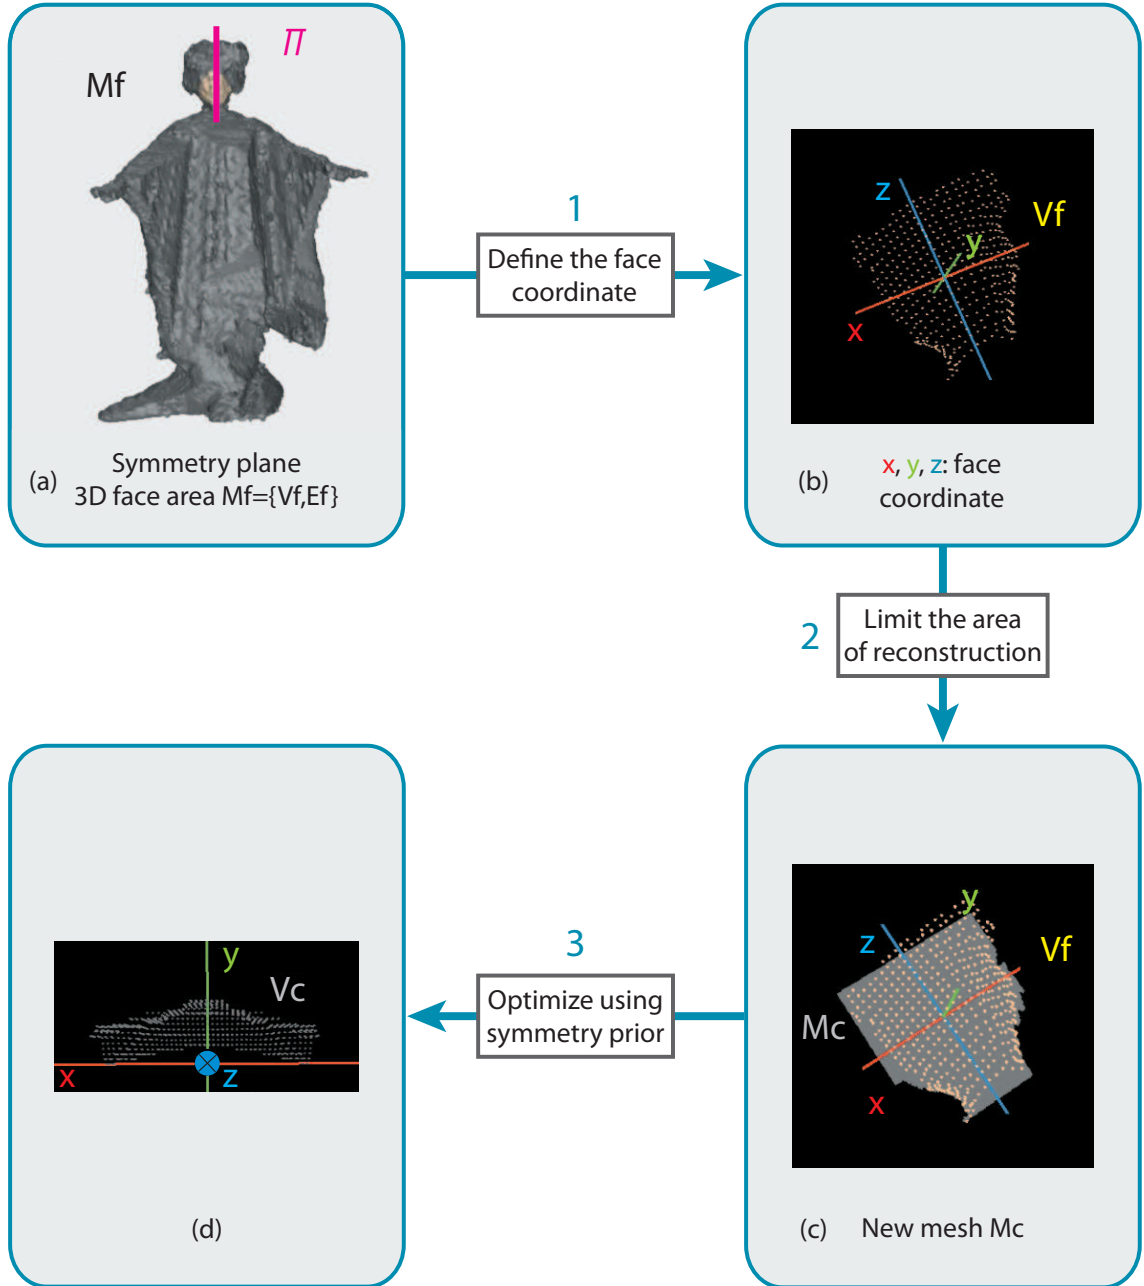 Π
Mf
(a)
Symmetry plane
3D face area Mf={Vf,Ef}
1
Define the face
coordinate
z
Vf
y
x
(b)
x, y, z: face
coordinate
2
Limit the area
of reconstruction
y
z
Vf
Mc
x
(c)
New mesh Mc
3
Optimize using
symmetry prior
y
Vc
x
z
(d)